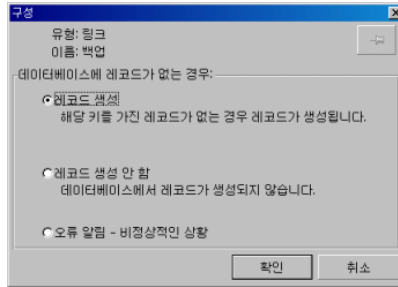 구성
유형: 링크
이름: 백업
데이터베이스에 레코드가 없는 경우:
레코드 생성
해당 키를 가진 레코드가 없는 경우 레코드가 생성됩니다.
레코드 생성 안 함
데이터베이스에서 레코드가 생성되지 않습니다.
오류 알림 - 비정상적인 상황
확인
취소